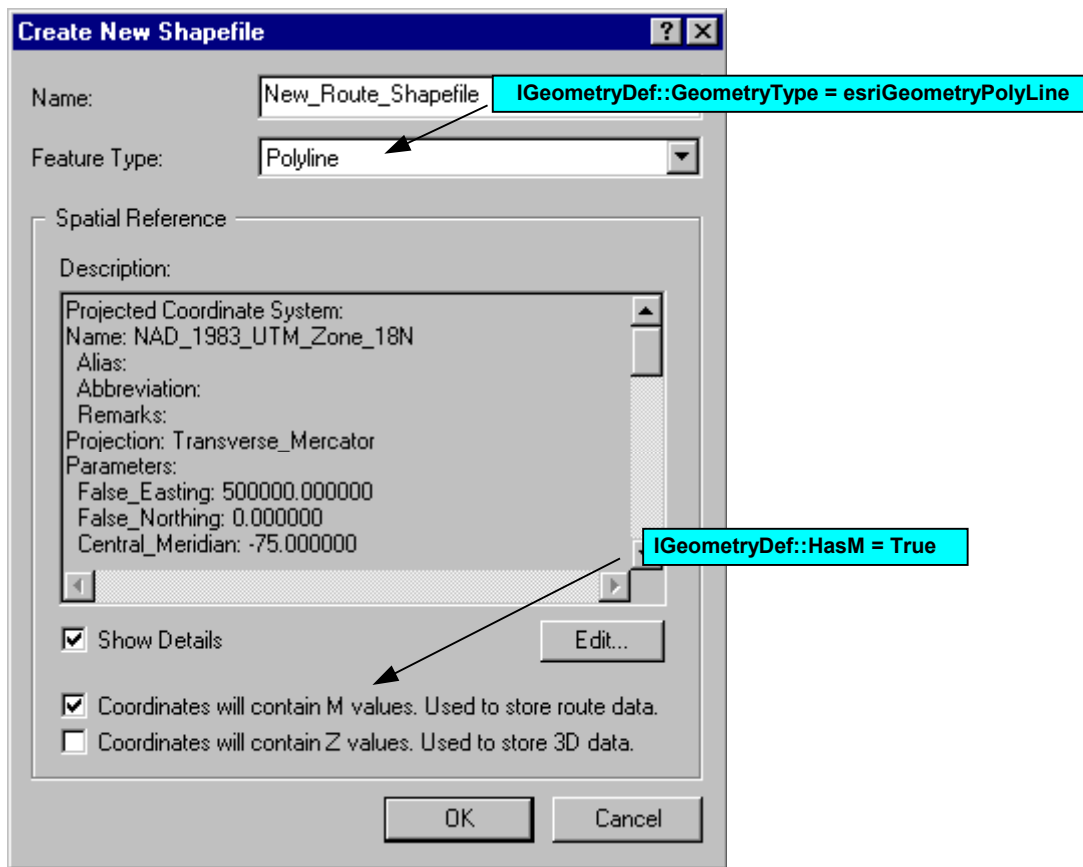 Create New Shapefile
Name:
New_Route_Shapefile
IGeometryDef::GeometryType = esriGeometryPolyLine
Feature Type:
Polyline
Spatial Reference
Description:
Projected Coordinate System:
Name: NAD_1983_UTM_Zone_18N
Alias:
Abbreviation:
Remarks:
Projection: Transverse_Mercator
Parameters:
False_Easting: 500000.000000
False_Northing: 0.000000
Central_Meridian: -75.000000
IGeometryDef::HasM = True
Show Details
Edit...
Coordinates will contain M values. Used to store route data.
Coordinates will contain Z values. Used to store 3D data.
OK
Cancel